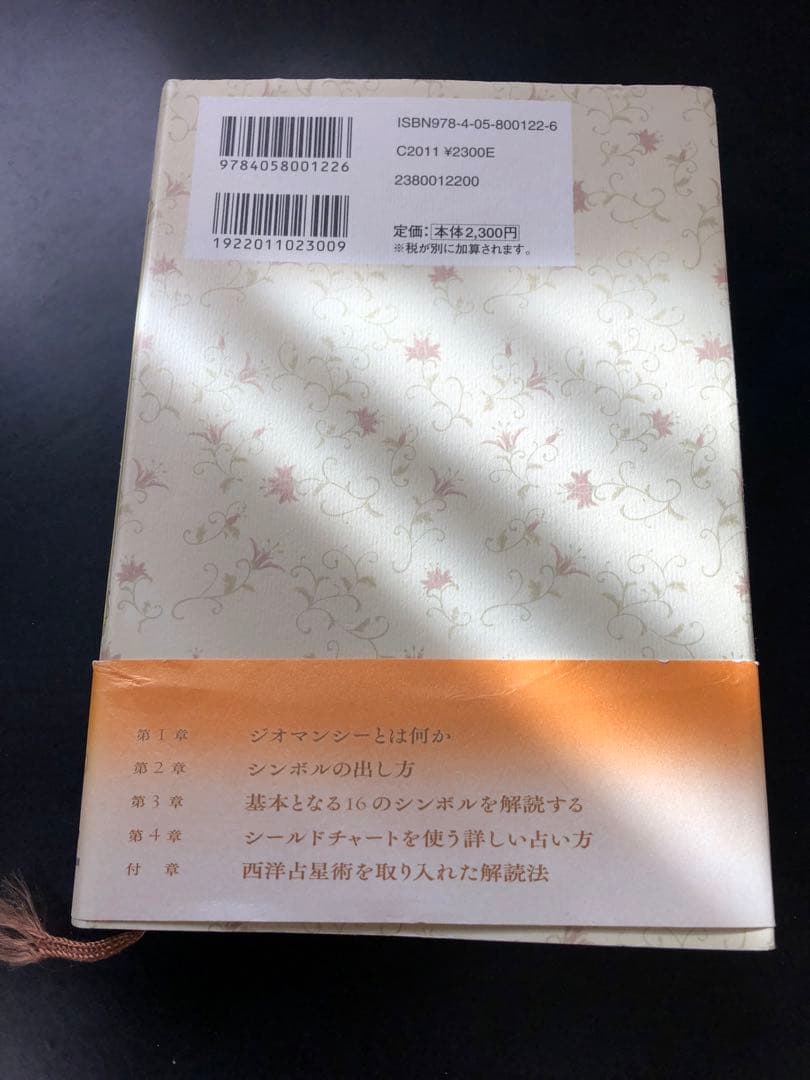 ISBN978-4-05-800122-6
9784058001226
C2011 ¥2300E
2380012200
1922011023009
定価：本体2,300円
※税が別に加算されます。
第1章 ジオマンシーとは何か
第2章 シンボルの出し方
第3章 基本となる16のシンボルを解読する
第4章 シールドチャートを使う詳しい占い方
付 章 西洋占星術を取り入れた解読法